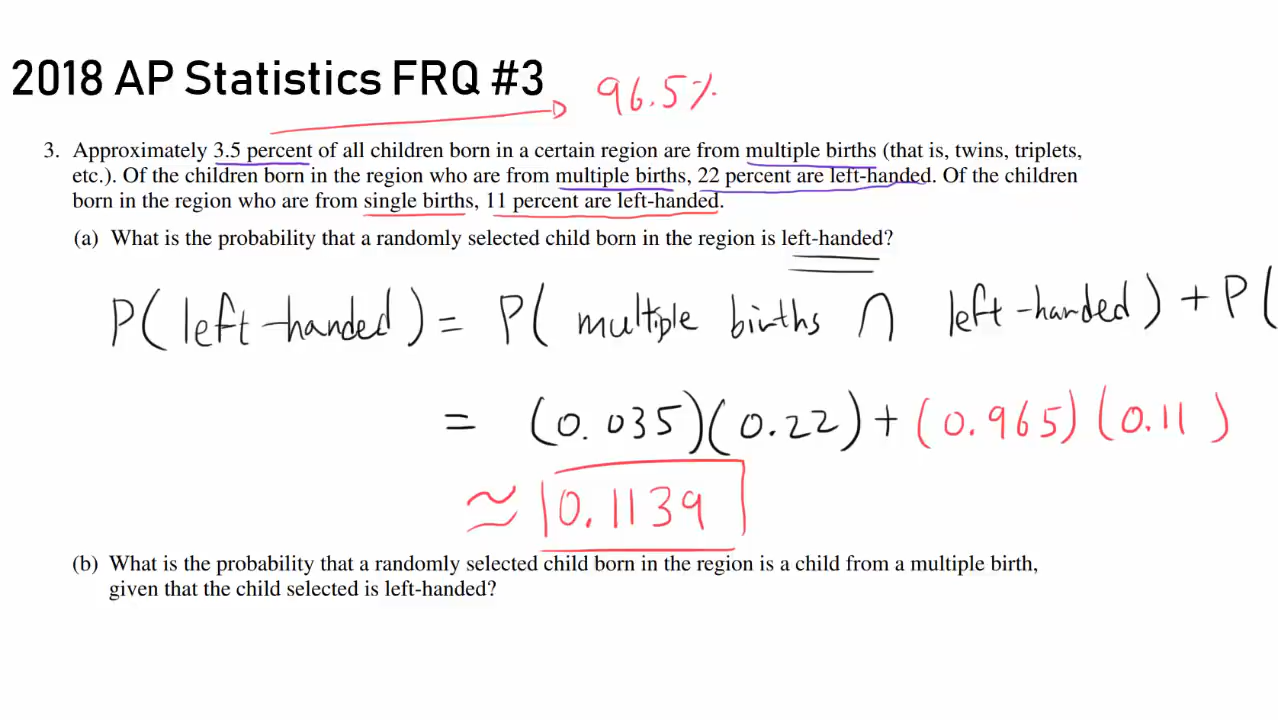 2018 AP Statistics FRQ #3
96.5%
3. Approximately 3.5 percent of all children born in a certain region are from multiple births (that is, twins, triplets,
etc.). Of the children born in the region who are from multiple births, 22 percent are left-handed. Of the children
born in the region who are from single births, 11 percent are left-handed.
(a) What is the probability that a randomly selected child born in the region is left-handed?
P(left-handed) = P( multiple births ∩ left-handed) + P(
= (0.035)(0.22) + (0.965)(0.11)
≈ 0.1139
(b) What is the probability that a randomly selected child born in the region is a child from a multiple birth,
given that the child selected is left-handed?